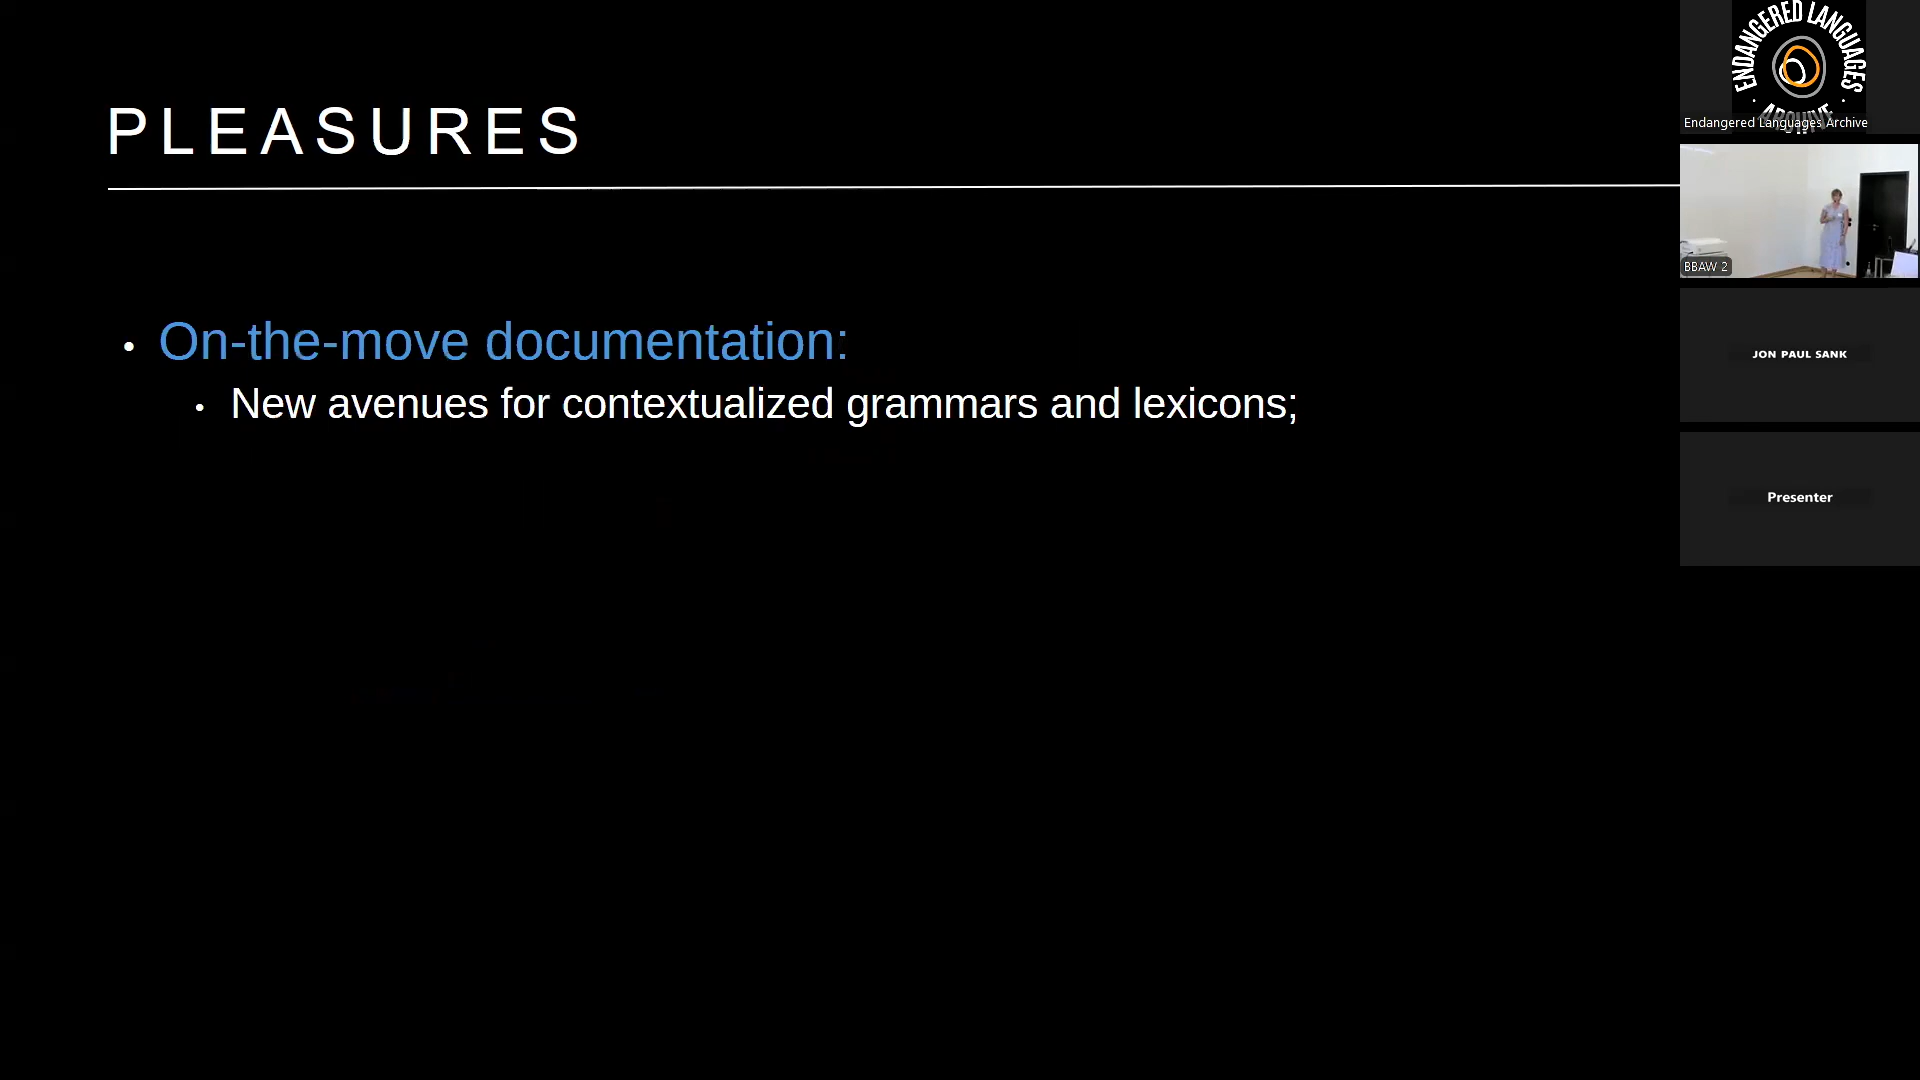 PLEASURES
• On-the-move documentation:
• New avenues for contextualized grammars and lexicons;
ENDANGERED LANGUAGES
· ARCHIVE ·
Endangered Languages Archive
BBAW 2
JON PAUL SANK
Presenter